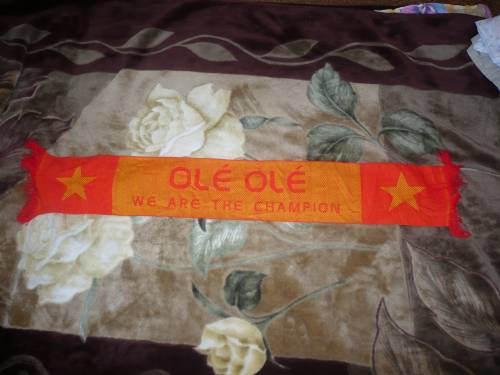 OLÉ OLÉ
WE ARE THE CHAMPION